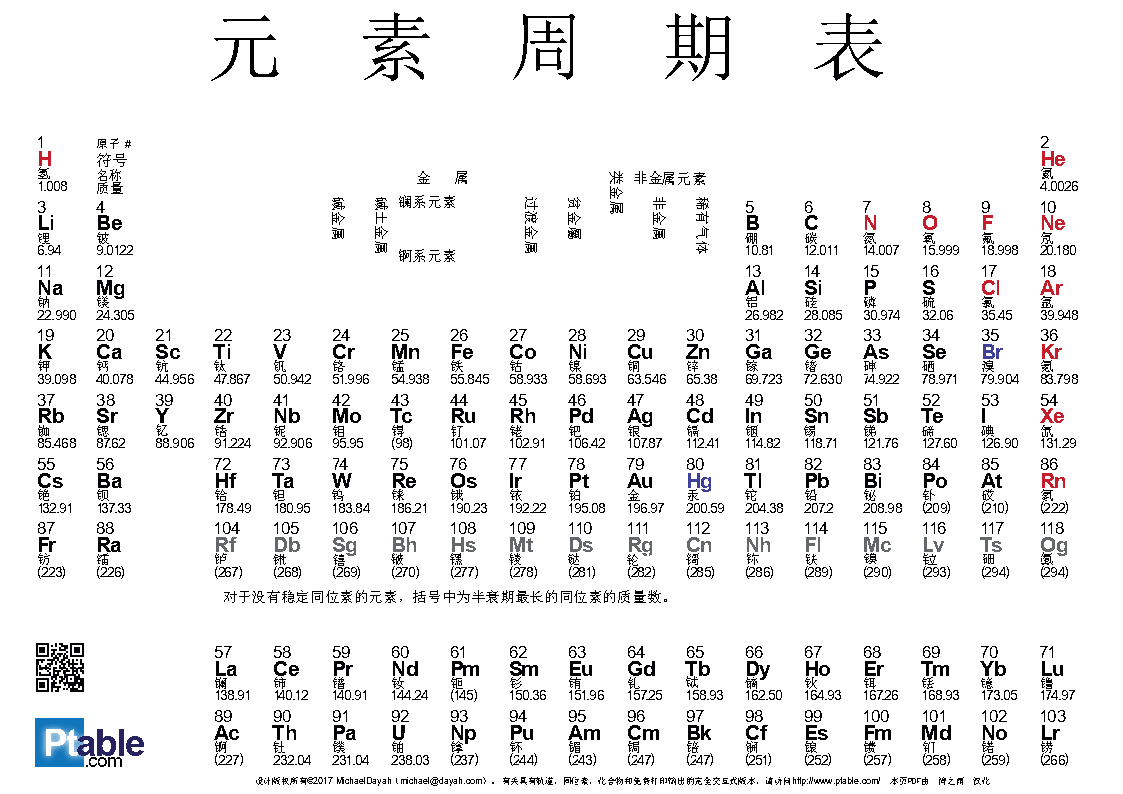 元素周期表
1 原子 # 2
H 符号 He
氢 名称 氦
1.008 质量 4.0026
金 属 类金属 非金属元素
碱金属 碱土金属 镧系元素 过渡金属 贫金属 非金属 稀有气体
锕系元素
3 4 5 6 7 8 9 10
Li Be B C N O F Ne
锂 铍 硼 碳 氮 氧 氟 氖
6.94 9.0122 10.81 12.011 14.007 15.999 18.998 20.180
11 12 13 14 15 16 17 18
Na Mg Al Si P S Cl Ar
钠 镁 铝 硅 磷 硫 氯 氩
22.990 24.305 26.982 28.085 30.974 32.06 35.45 39.948
19 20 21 22 23 24 25 26 27 28 29 30 31 32 33 34 35 36
K Ca Sc Ti V Cr Mn Fe Co Ni Cu Zn Ga Ge As Se Br Kr
钾 钙 钪 钛 钒 铬 锰 铁 钴 镍 铜 锌 镓 锗 砷 硒 溴 氪
39.098 40.078 44.956 47.867 50.942 51.996 54.938 55.845 58.933 58.693 63.546 65.38 69.723 72.630 74.922 78.971 79.904 83.798
37 38 39 40 41 42 43 44 45 46 47 48 49 50 51 52 53 54
Rb Sr Y Zr Nb Mo Tc Ru Rh Pd Ag Cd In Sn Sb Te I Xe
铷 锶 钇 锆 铌 钼 锝 钌 铑 钯 银 镉 铟 锡 锑 碲 碘 氙
85.468 87.62 88.906 91.224 92.906 95.95 (98) 101.07 102.91 106.42 107.87 112.41 114.82 118.71 121.76 127.60 126.90 131.29
55 56 72 73 74 75 76 77 78 79 80 81 82 83 84 85 86
Cs Ba Hf Ta W Re Os Ir Pt Au Hg Tl Pb Bi Po At Rn
铯 钡 铪 钽 钨 铼 锇 铱 铂 金 汞 铊 铅 铋 钋 砹 氡
132.91 137.33 178.49 180.95 183.84 186.21 190.23 192.22 195.08 196.97 200.59 204.38 207.2 208.98 (209) (210) (222)
87 88 104 105 106 107 108 109 110 111 112 113 114 115 116 117 118
Fr Ra Rf Db Sg Bh Hs Mt Ds Rg Cn Nh Fl Mc Lv Ts Og
钫 镭
(223) (226) (267) (268) (269) (270) (277) (278) (281) (282) (285) (286) (289) (290) (293) (294) (294)
对于没有稳定同位素的元素，括号中为半衰期最长的同位素的质量数。
57 58 59 60 61 62 63 64 65 66 67 68 69 70 71
La Ce Pr Nd Pm Sm Eu Gd Tb Dy Ho Er Tm Yb Lu
镧 铈 镨 钕 钷 钐 铕 钆 铽 镝 钬 铒 铥 镱 镥
138.91 140.12 140.91 144.24 (145) 150.36 151.96 157.25 158.93 162.50 164.93 167.26 168.93 173.05 174.97
89 90 91 92 93 94 95 96 97 98 99 100 101 102 103
Ac Th Pa U Np Pu Am Cm Bk Cf Es Fm Md No Lr
锕 钍 镤 铀 镎 钚 镅 锔 锫 锎 锿 镄 钔 锘 铹
(227) 232.04 231.04 238.03 (237) (244) (243) (247) (247) (251) (252) (257) (258) (259) (266)
Ptable
.com
设计版权所有©2017 MichaelDayah（michael@dayah.com）。有关具有轨道，同位素，化合物和免费打印输出的完全交互式版本，请访问http://www.ptable.com/ 本页PDF由 汉化